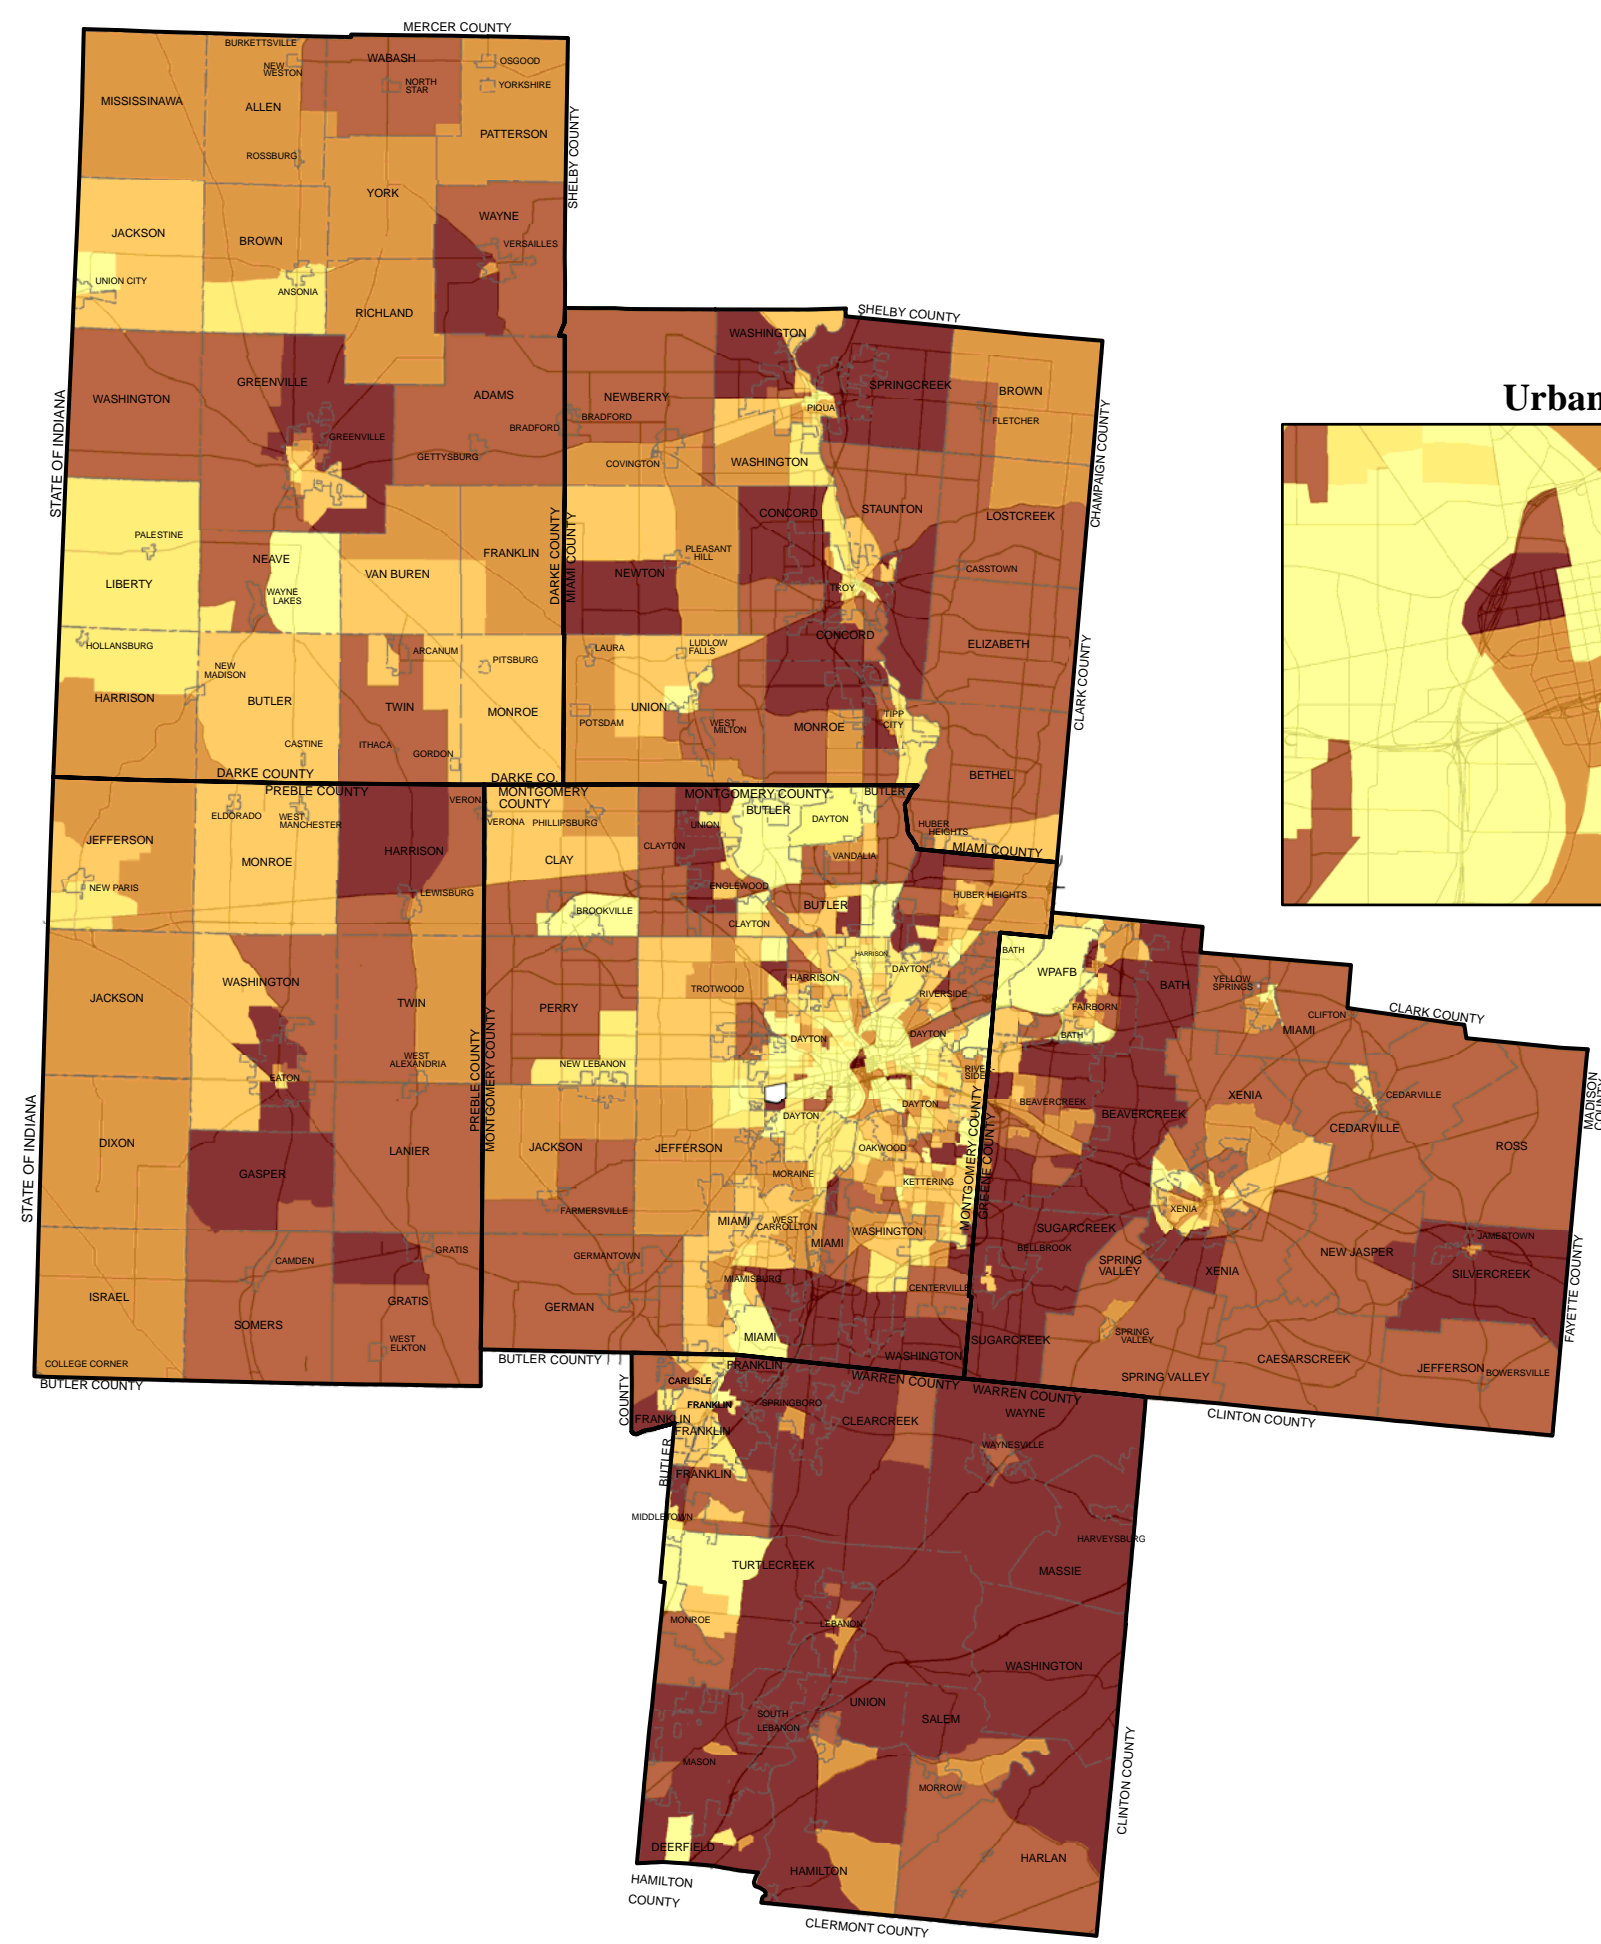 MERCER COUNTY
BURKETTSVILLE
NEW
WESTON
WABASH
OSGOOD
NORTH
STAR
YORKSHIRE
MISSISSINAWA
ALLEN
PATTERSON
SHELBY COUNTY
ROSSBURG
YORK
WAYNE
JACKSON
BROWN
VERSAILLES
UNION CITY
ANSONIA
RICHLAND
SHELBY COUNTY
WASHINGTON
GREENVILLE
SPRINGCREEK
BROWN
WASHINGTON
ADAMS
NEWBERRY
PIQUA
Urban
BRADFORD
BRADFORD
FLETCHER
GREENVILLE
STATE OF INDIANA
GETTYSBURG
COVINGTON
WASHINGTON
CHAMPAIGN COUNTY
CONCORD
STAUNTON
LOSTCREEK
PALESTINE
NEAVE
FRANKLIN
DARKE COUNTY
MIAMI COUNTY
PLEASANT
HILL
LIBERTY
VAN BUREN
NEWTON
CASSTOWN
WAYNE
LAKES
TROY
HOLLANSBURG
ARCANUM
PITSBURG
LAURA
LUDLOW
FALLS
CONCORD
ELIZABETH
CLARK COUNTY
NEW
MADISON
HARRISON
BUTLER
TWIN
MONROE
UNION
POTSDAM
WEST
MILTON
MONROE
TIPP
CITY
CASTINE
ITHACA
GORDON
BETHEL
DARKE COUNTY
DARKE CO.
PREBLE COUNTY
MONTGOMERY
COUNTY
MONTGOMERY COUNTY
BUTLER
VERONA
ELDORADO
WEST
MANCHESTER
VERONA
PHILLIPSBURG
UNION
BUTLER
DAYTON
HUBER
HEIGHTS
JEFFERSON
MONROE
HARRISON
CLAY
CLAYTON
VANDALIA
MIAMI COUNTY
NEW PARIS
LEWISBURG
ENGLEWOOD
HUBER HEIGHTS
BROOKVILLE
CLAYTON
BUTLER
WASHINGTON
HARRISON
BATH
JACKSON
TWIN
PERRY
TROTWOOD
HARRISON
DAYTON
WPAFB
BATH
YELLOW
SPRINGS
RIVERSIDE
FAIRBORN
CLIFTON
MIAMI
CLARK COUNTY
DAYTON
DAYTON
BATH
PREBLE COUNTY
MONTGOMERY COUNTY
WEST
ALEXANDRIA
NEW LEBANON
EATON
RIVER-
SIDE
MADISON
COUNTY
STATE OF INDIANA
DIXON
LANIER
DAYTON
DAYTON
BEAVERCREEK
BEAVERCREEK
XENIA
CEDARVILLE
CEDARVILLE
ROSS
GASPER
JACKSON
JEFFERSON
OAKWOOD
MORAINE
KETTERING
MONTGOMERY COUNTY
GREENE COUNTY
XENIA
FARMERSVILLE
MIAMI
WEST
CARROLLTON
MIAMI
WASHINGTON
SUGARCREEK
BELLBROOK
SPRING
VALLEY
XENIA
NEW JASPER
JAMESTOWN
SILVERCREEK
FAYETTE COUNTY
CAMDEN
GRATIS
GERMANTOWN
MIAMISBURG
CENTERVILLE
ISRAEL
SOMERS
GRATIS
GERMAN
MIAMI
WASHINGTON
SUGARCREEK
SPRING
VALLEY
CAESARSCREEK
JEFFERSON
BOWERSVILLE
WEST
ELKTON
COLLEGE CORNER
BUTLER COUNTY
BUTLER COUNTY
SPRING VALLEY
FRANKLIN
WARREN COUNTY
WARREN COUNTY
CLINTON COUNTY
CARLISLE
FRANKLIN
SPRINGBORO
CLEARCREEK
WAYNE
COUNTY
BUTLER
FRANKLIN
FRANKLIN
FRANKLIN
WAYNESVILLE
MIDDLETOWN
HARVEYSBURG
TURTLECREEK
MASSIE
MONROE
LEBANON
WASHINGTON
UNION
SALEM
SOUTH
LEBANON
MASON
MORROW
CLINTON COUNTY
DEERFIELD
HAMILTON
HARLAN
HAMILTON
COUNTY
CLERMONT COUNTY